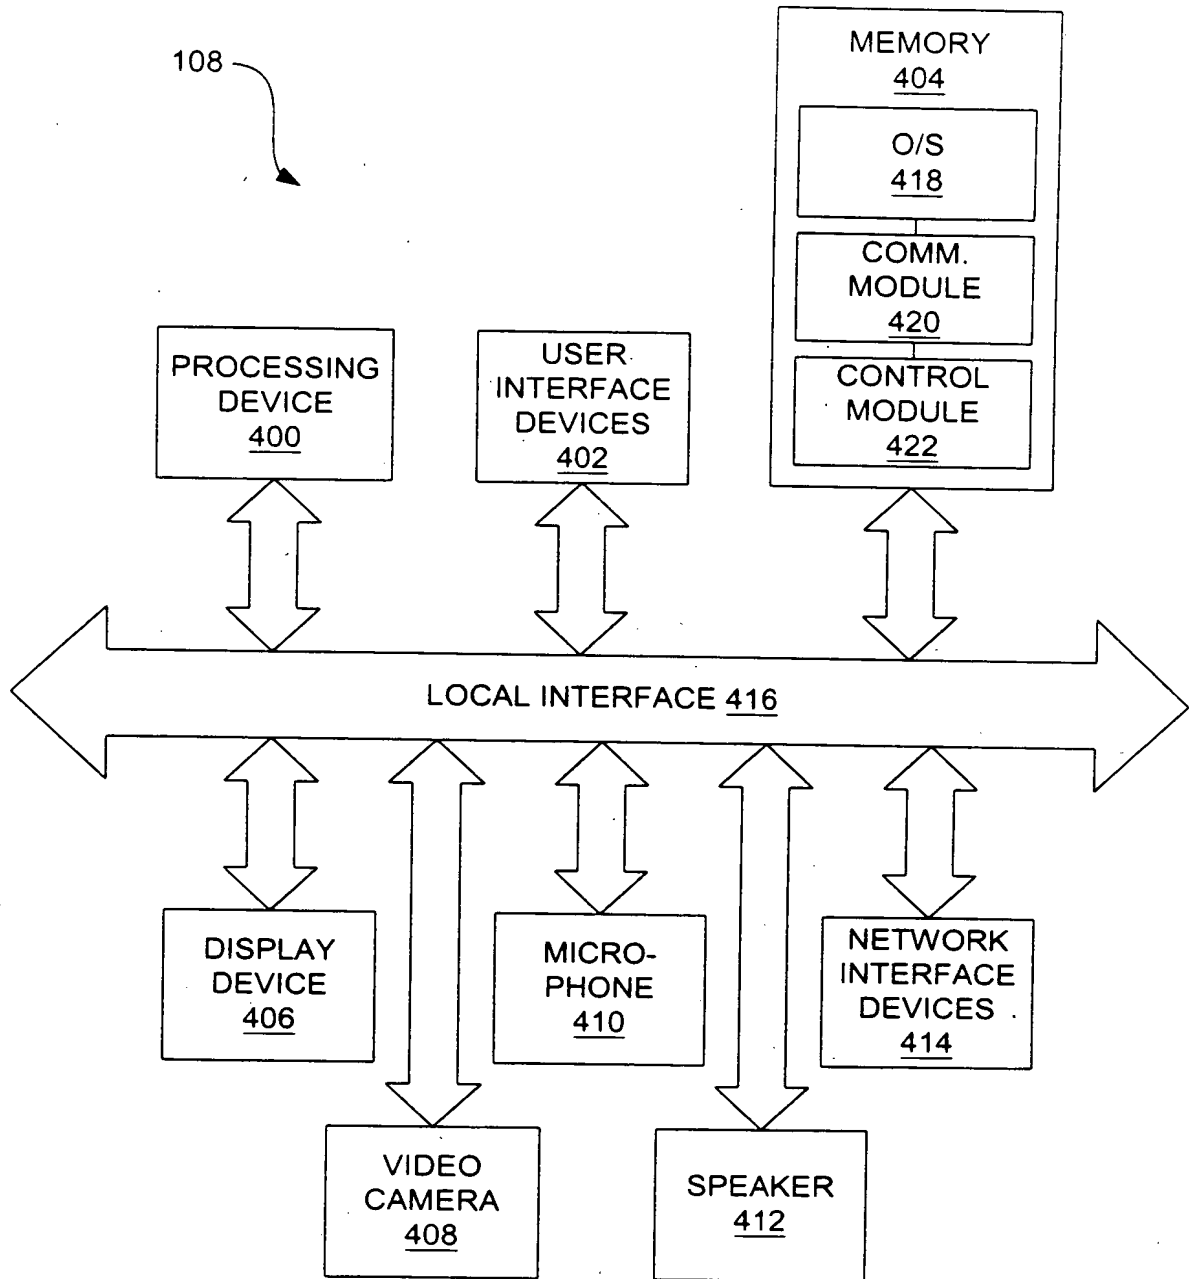 108
MEMORY
404
O/S
418
COMM.
MODULE
420
CONTROL
MODULE
422
PROCESSING
DEVICE
400
USER
INTERFACE
DEVICES
402
LOCAL INTERFACE 416
DISPLAY
DEVICE
406
MICRO-
PHONE
410
NETWORK
INTERFACE
DEVICES
414
VIDEO
CAMERA
408
SPEAKER
412